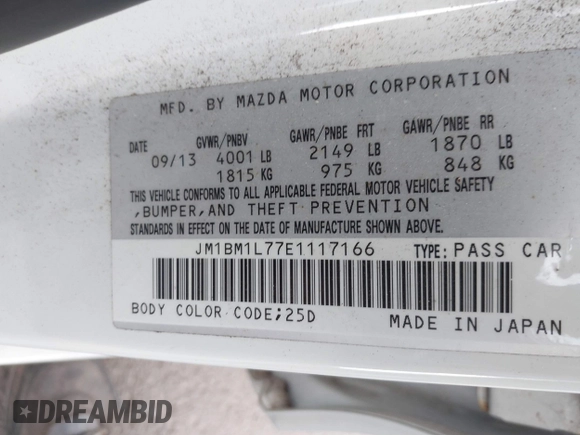 MFD. BY MAZDA MOTOR CORPORATION
DATE GVWR/PNBV GAWR/PNBE FRT GAWR/PNBE RR
09/13 4001 LB 2149 LB 1870 LB
1815 KG 975 KG 848 KG
THIS VEHICLE CONFORMS TO ALL APPLICABLE FEDERAL MOTOR VEHICLE SAFETY
,BUMPER,AND THEFT PREVENTION
STANDARDS IN EFFECT ON THE DATE OF MANUFACTURE SHOWN ABOVE.
JM1BM1L77E1117166 TYPE: PASS CAR
BODY COLOR CODE;25D
MADE IN JAPAN
DREAMBID